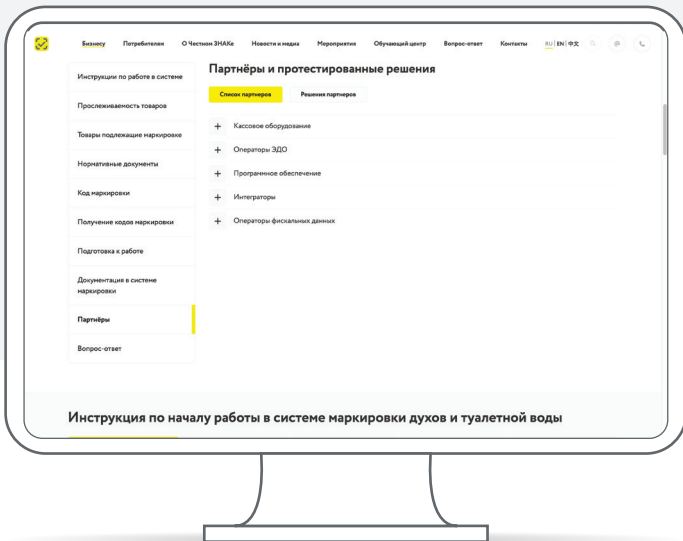 Бизнесу Потребителям О Честном ЗНАКе Новости и медиа Мероприятия Обучающий центр Вопрос-ответ Контакты RU | EN | 中文
Инструкции по работе в системе
Прослеживаемость товаров
Товары подлежащие маркировке
Нормативные документы
Код маркировки
Получение кодов маркировки
Подготовка к работе
Документация в системе
маркировки
Партнёры
Вопрос-ответ
Партнёры и протестированные решения
Список партнеров Решения партнеров
+ Кассовое оборудование
+ Операторы ЭДО
+ Программное обеспечение
+ Интеграторы
+ Операторы фискальных данных
Инструкция по началу работы в системе маркировки духов и туалетной воды